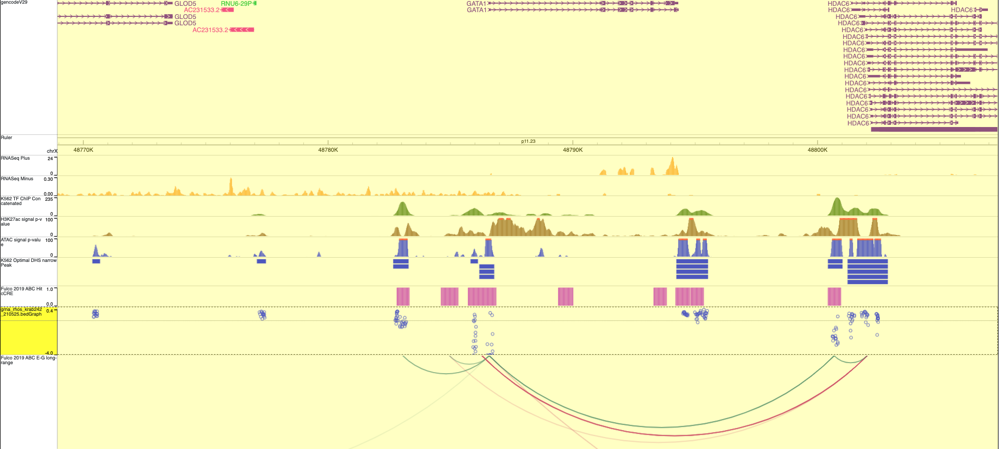 gencodeV29
GLOD5 RNU6-29P GATA1 HDAC6
AC231533.2 GATA1 HDAC6 HDAC6
GLOD5 HDAC6
GLOD5 HDAC6
AC231533.2 HDAC6
HDAC6
HDAC6
HDAC6
HDAC6
HDAC6
HDAC6
HDAC6
HDAC6
HDAC6
HDAC6
HDAC6
HDAC6
HDAC6
HDAC6
Ruler
p11.23
chrX 48770K 48780K 48790K 48800K
RNASeq Plus 24
0
RNASeq Minus 0.30
0.00
K562 TF ChIP Con 235
catenated
0
H3K27ac signal p-v 100
alue
0
ATAC signal p-valu 100
e
0
K562 Optimal DHS narrow
Peak
Fulco 2019 ABC Hit 1.0
cCRE
0.0
grna_rhos_krab242 0.4
_210525.bedGraph
-4.0
Fulco 2019 ABC E-G long-
range